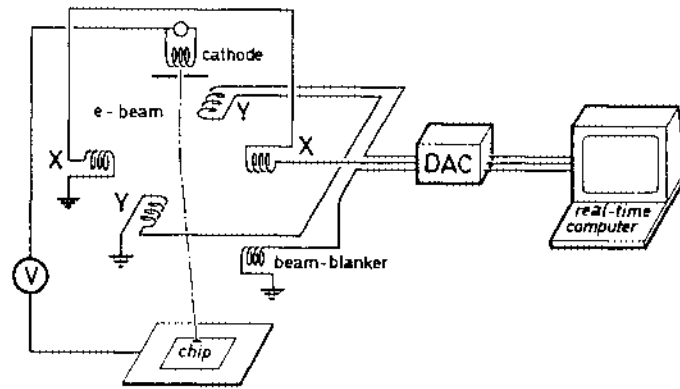 cathode
e-beam
Y
X
X
DAC
Y
real-time
computer
beam-blanker
V
chip